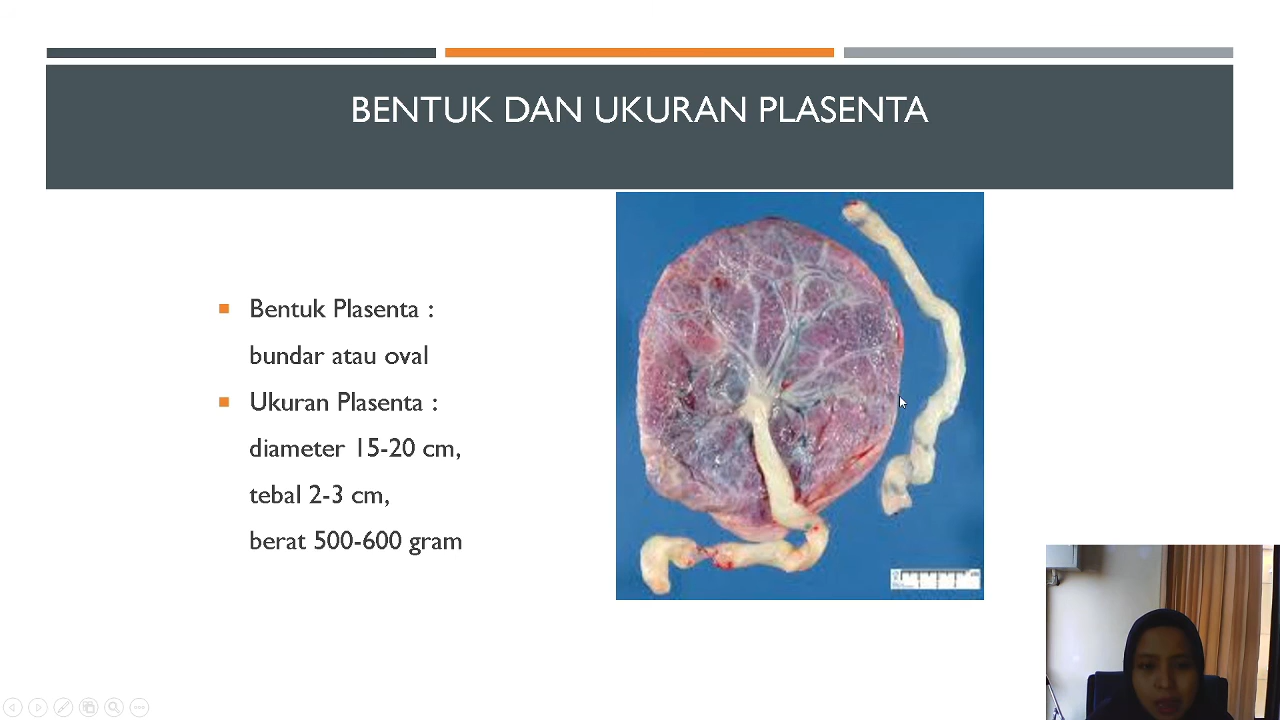 BENTUK DAN UKURAN PLASENTA
Bentuk Plasenta :
bundar atau oval
Ukuran Plasenta :
diameter 15-20 cm,
tebal 2-3 cm,
berat 500-600 gram